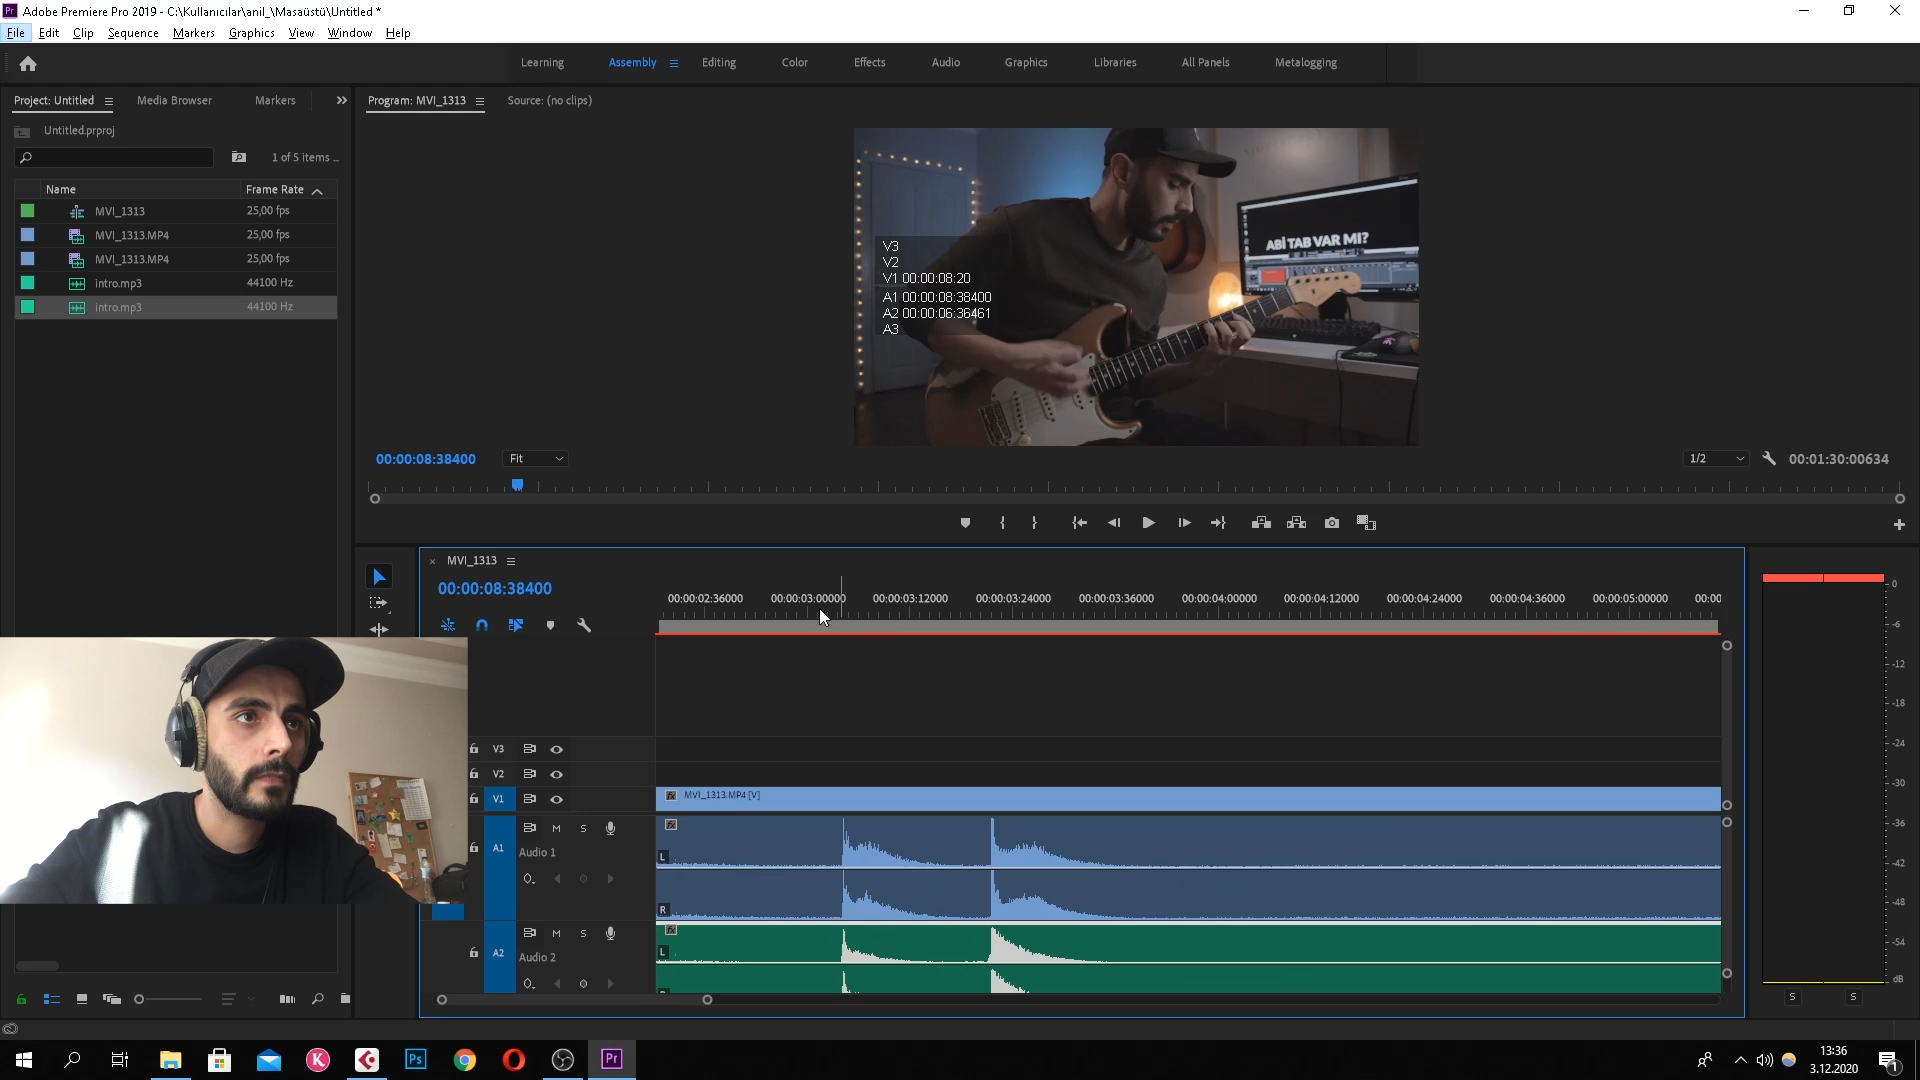 Adobe Premiere Pro 2019 - C:\Kullanıcılar\anil_\Masaüstü\Untitled *
File Edit Clip Sequence Markers Graphics View Window Help
Learning Assembly Editing Color Effects Audio Graphics Libraries All Panels Metalogging
Project: Untitled Media Browser Markers
Program: MVI_1313 Source: (no clips)
Untitled.prproj
1 of 5 items ...
Name Frame Rate
MVI_1313 25,00 fps
MVI_1313.MP4 25,00 fps
MVI_1313.MP4 25,00 fps
intro.mp3 44100 Hz
intro.mp3 44100 Hz
ABİ TAB VAR MI?
V3
V2
V1 00:00:08:20
A1 00:00:08:38400
A2 00:00:06:36461
A3
00:00:08:38400 Fit 1/2 00:01:30:00634
MVI_1313
00:00:08:38400
00:00:02:36000 00:00:03:00000 00:00:03:12000 00:00:03:24000 00:00:03:36000 00:00:04:00000 00:00:04:12000 00:00:04:24000 00:00:04:36000 00:00:05:00000 00:00
V3
V2
V1 fx MVI_1313.MP4 [V]
A1 M S
Audio 1
L
R
A2 M S
Audio 2
L
0
-6
-12
-18
-24
-30
-36
-42
-48
-54
dB
S S
Ps Pr
13:36
3.12.2020
1